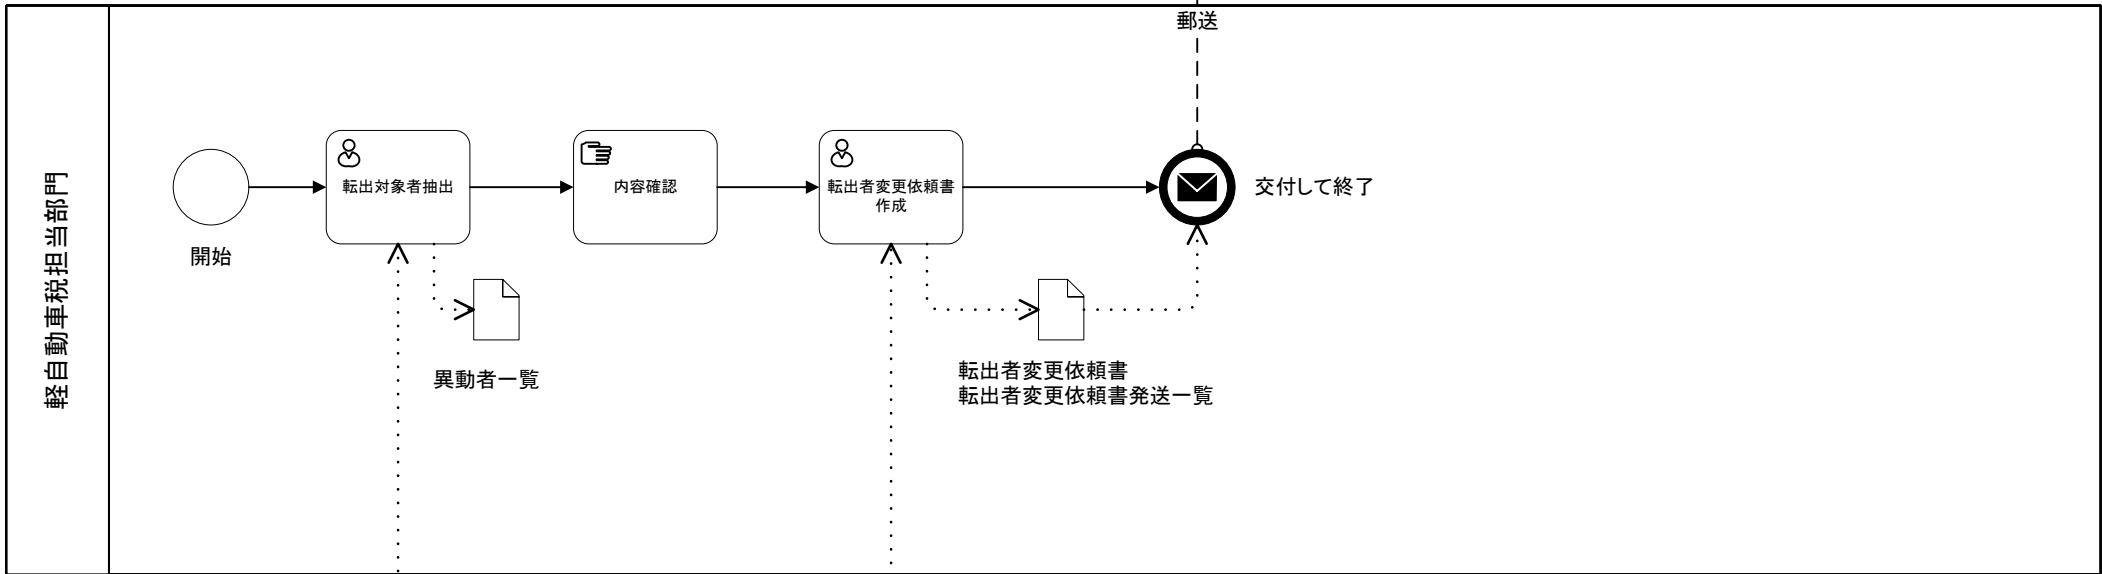 郵送
軽自動車税担当部門
開始
転出対象者抽出
内容確認
転出者変更依頼書
作成
交付して終了
異動者一覧
転出者変更依頼書
転出者変更依頼書発送一覧